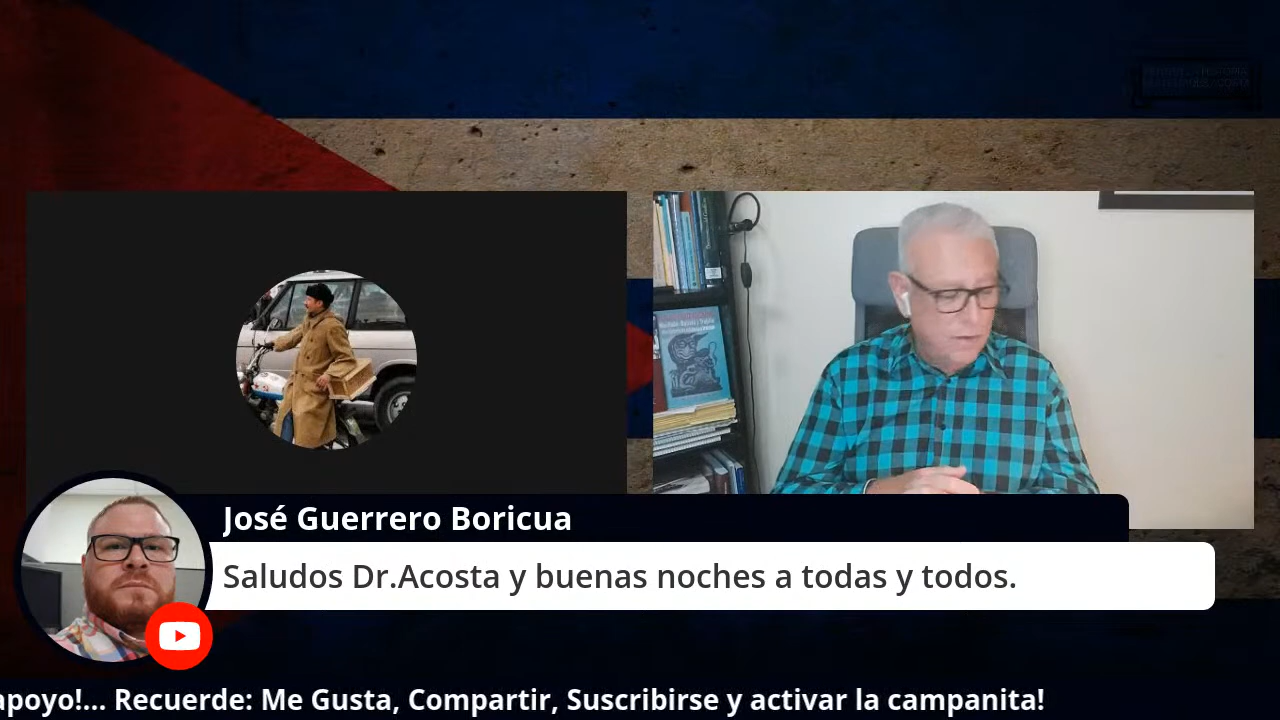 José Guerrero Boricua
Saludos Dr.Acosta y buenas noches a todas y todos.
apoyo!... Recuerde: Me Gusta, Compartir, Suscribirse y activar la campanita!